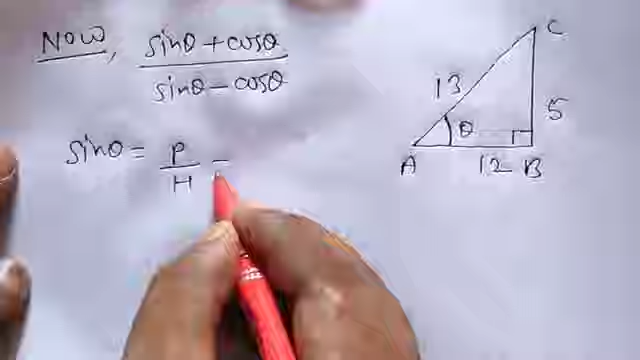 Now, sinθ + cosθ
sinθ - cosθ
sinθ = P
H =
C
13
5
θ
A
12 B